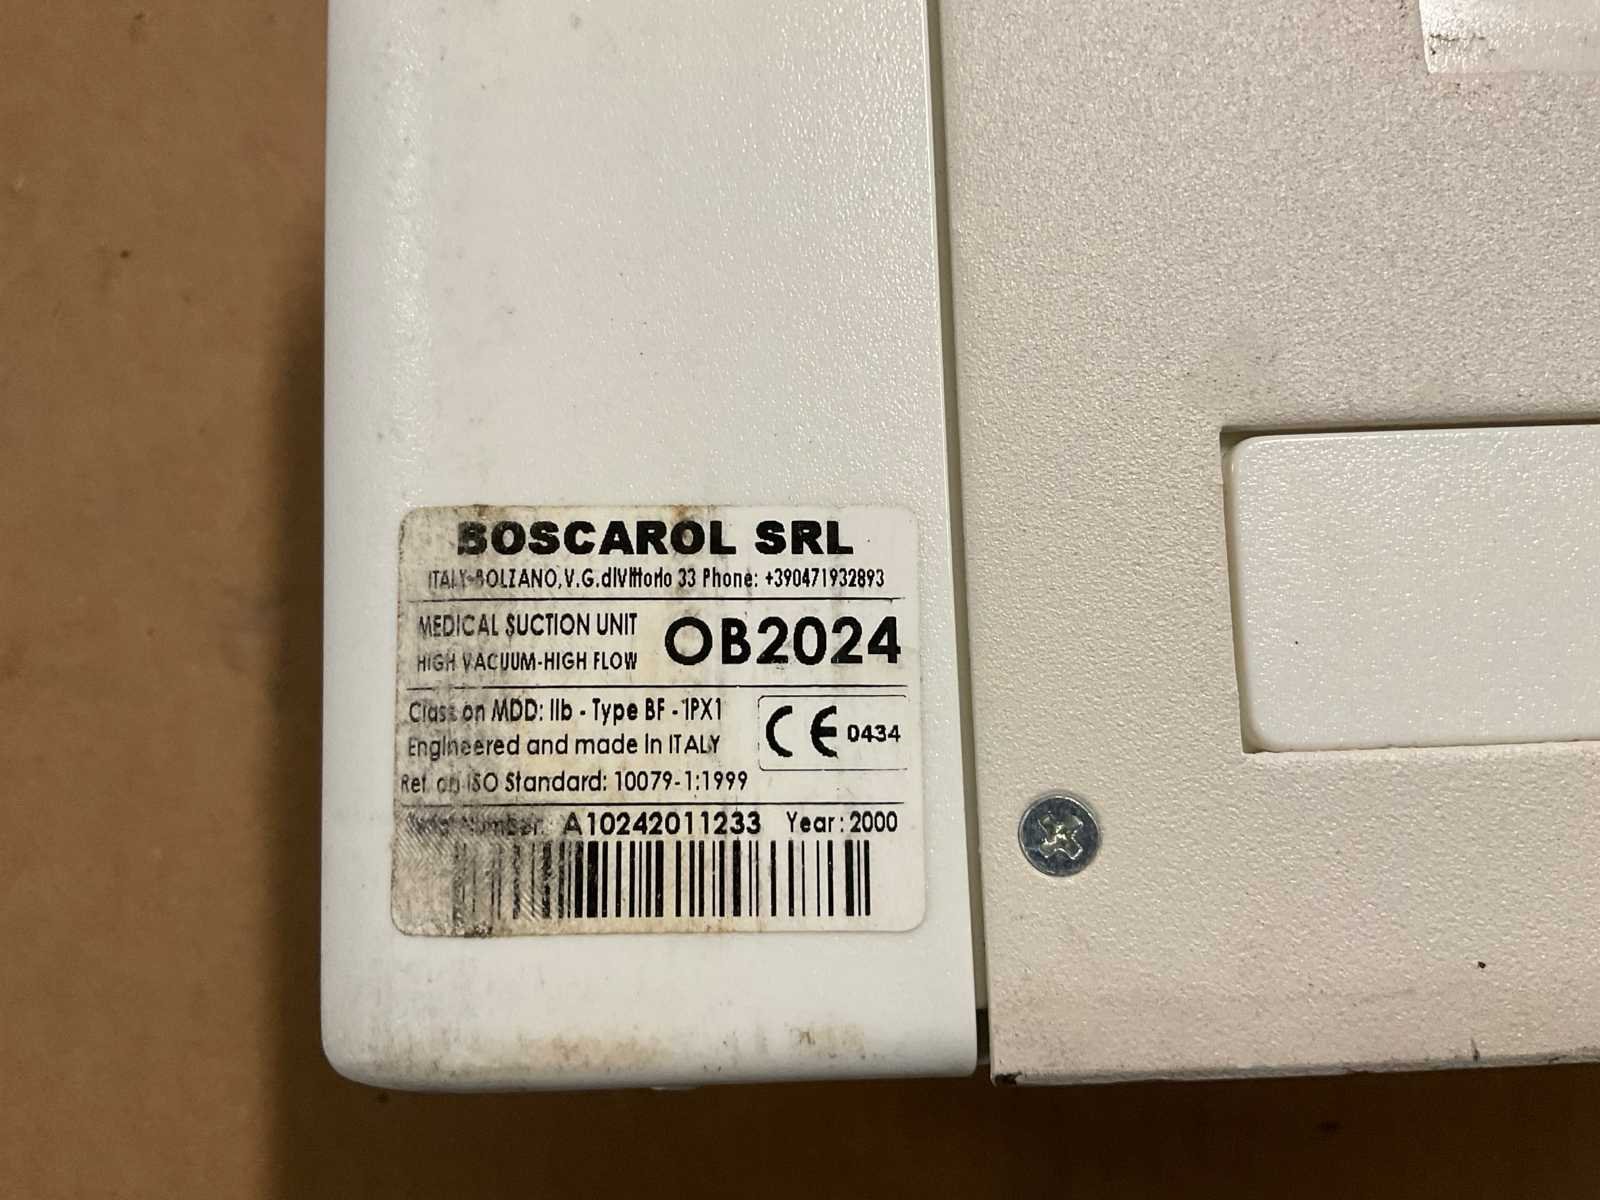 BOSCAROL SRL
ITALY-BOLZANO, V.G.diVittorio 33 Phone: +390471932893
MEDICAL SUCTION UNIT
HIGH VACUUM-HIGH FLOW
OB2024
Class on MDD: IIb - Type BF - IPX1
Engineered and made in ITALY
CE 0434
Ref. on ISO Standard: 10079-1:1999
Serial Number: A10242011233 Year: 2000